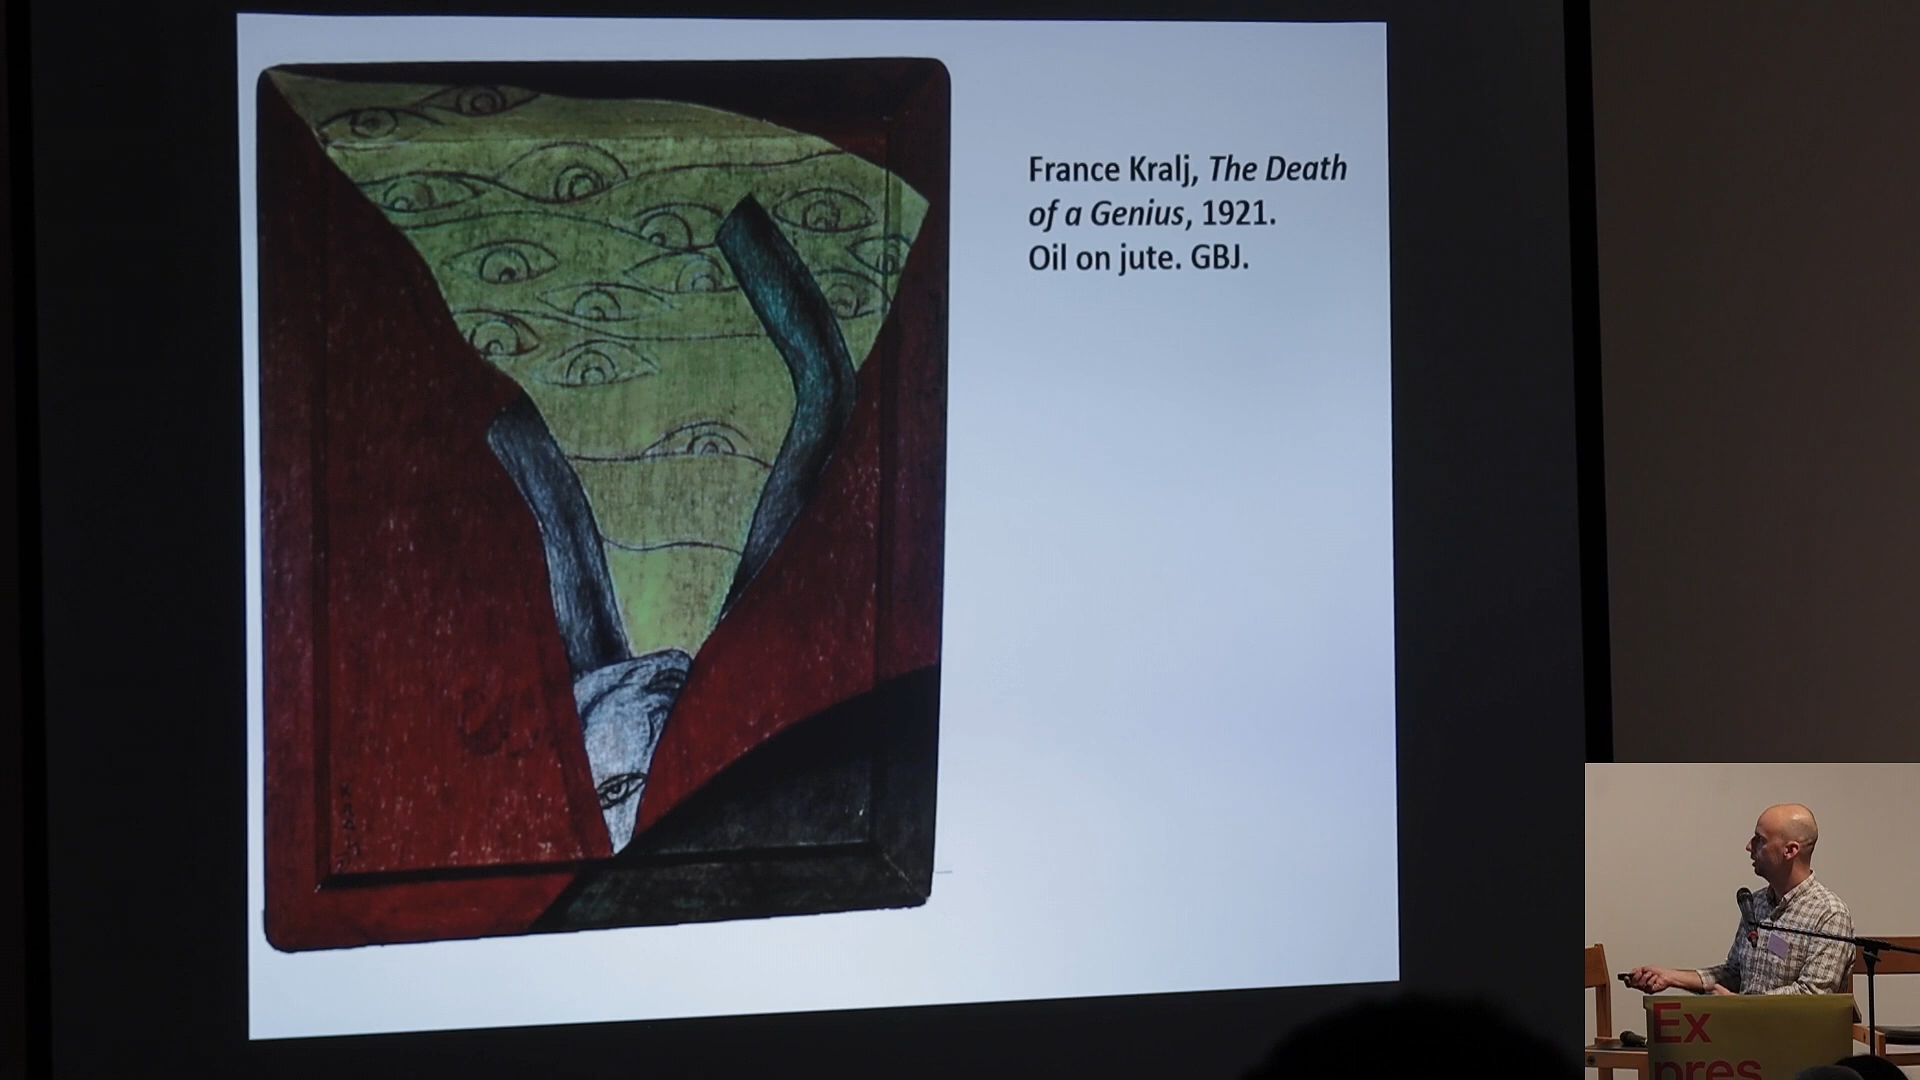 France Kralj, The Death
of a Genius, 1921.
Oil on jute. GBJ.
Ex
pres